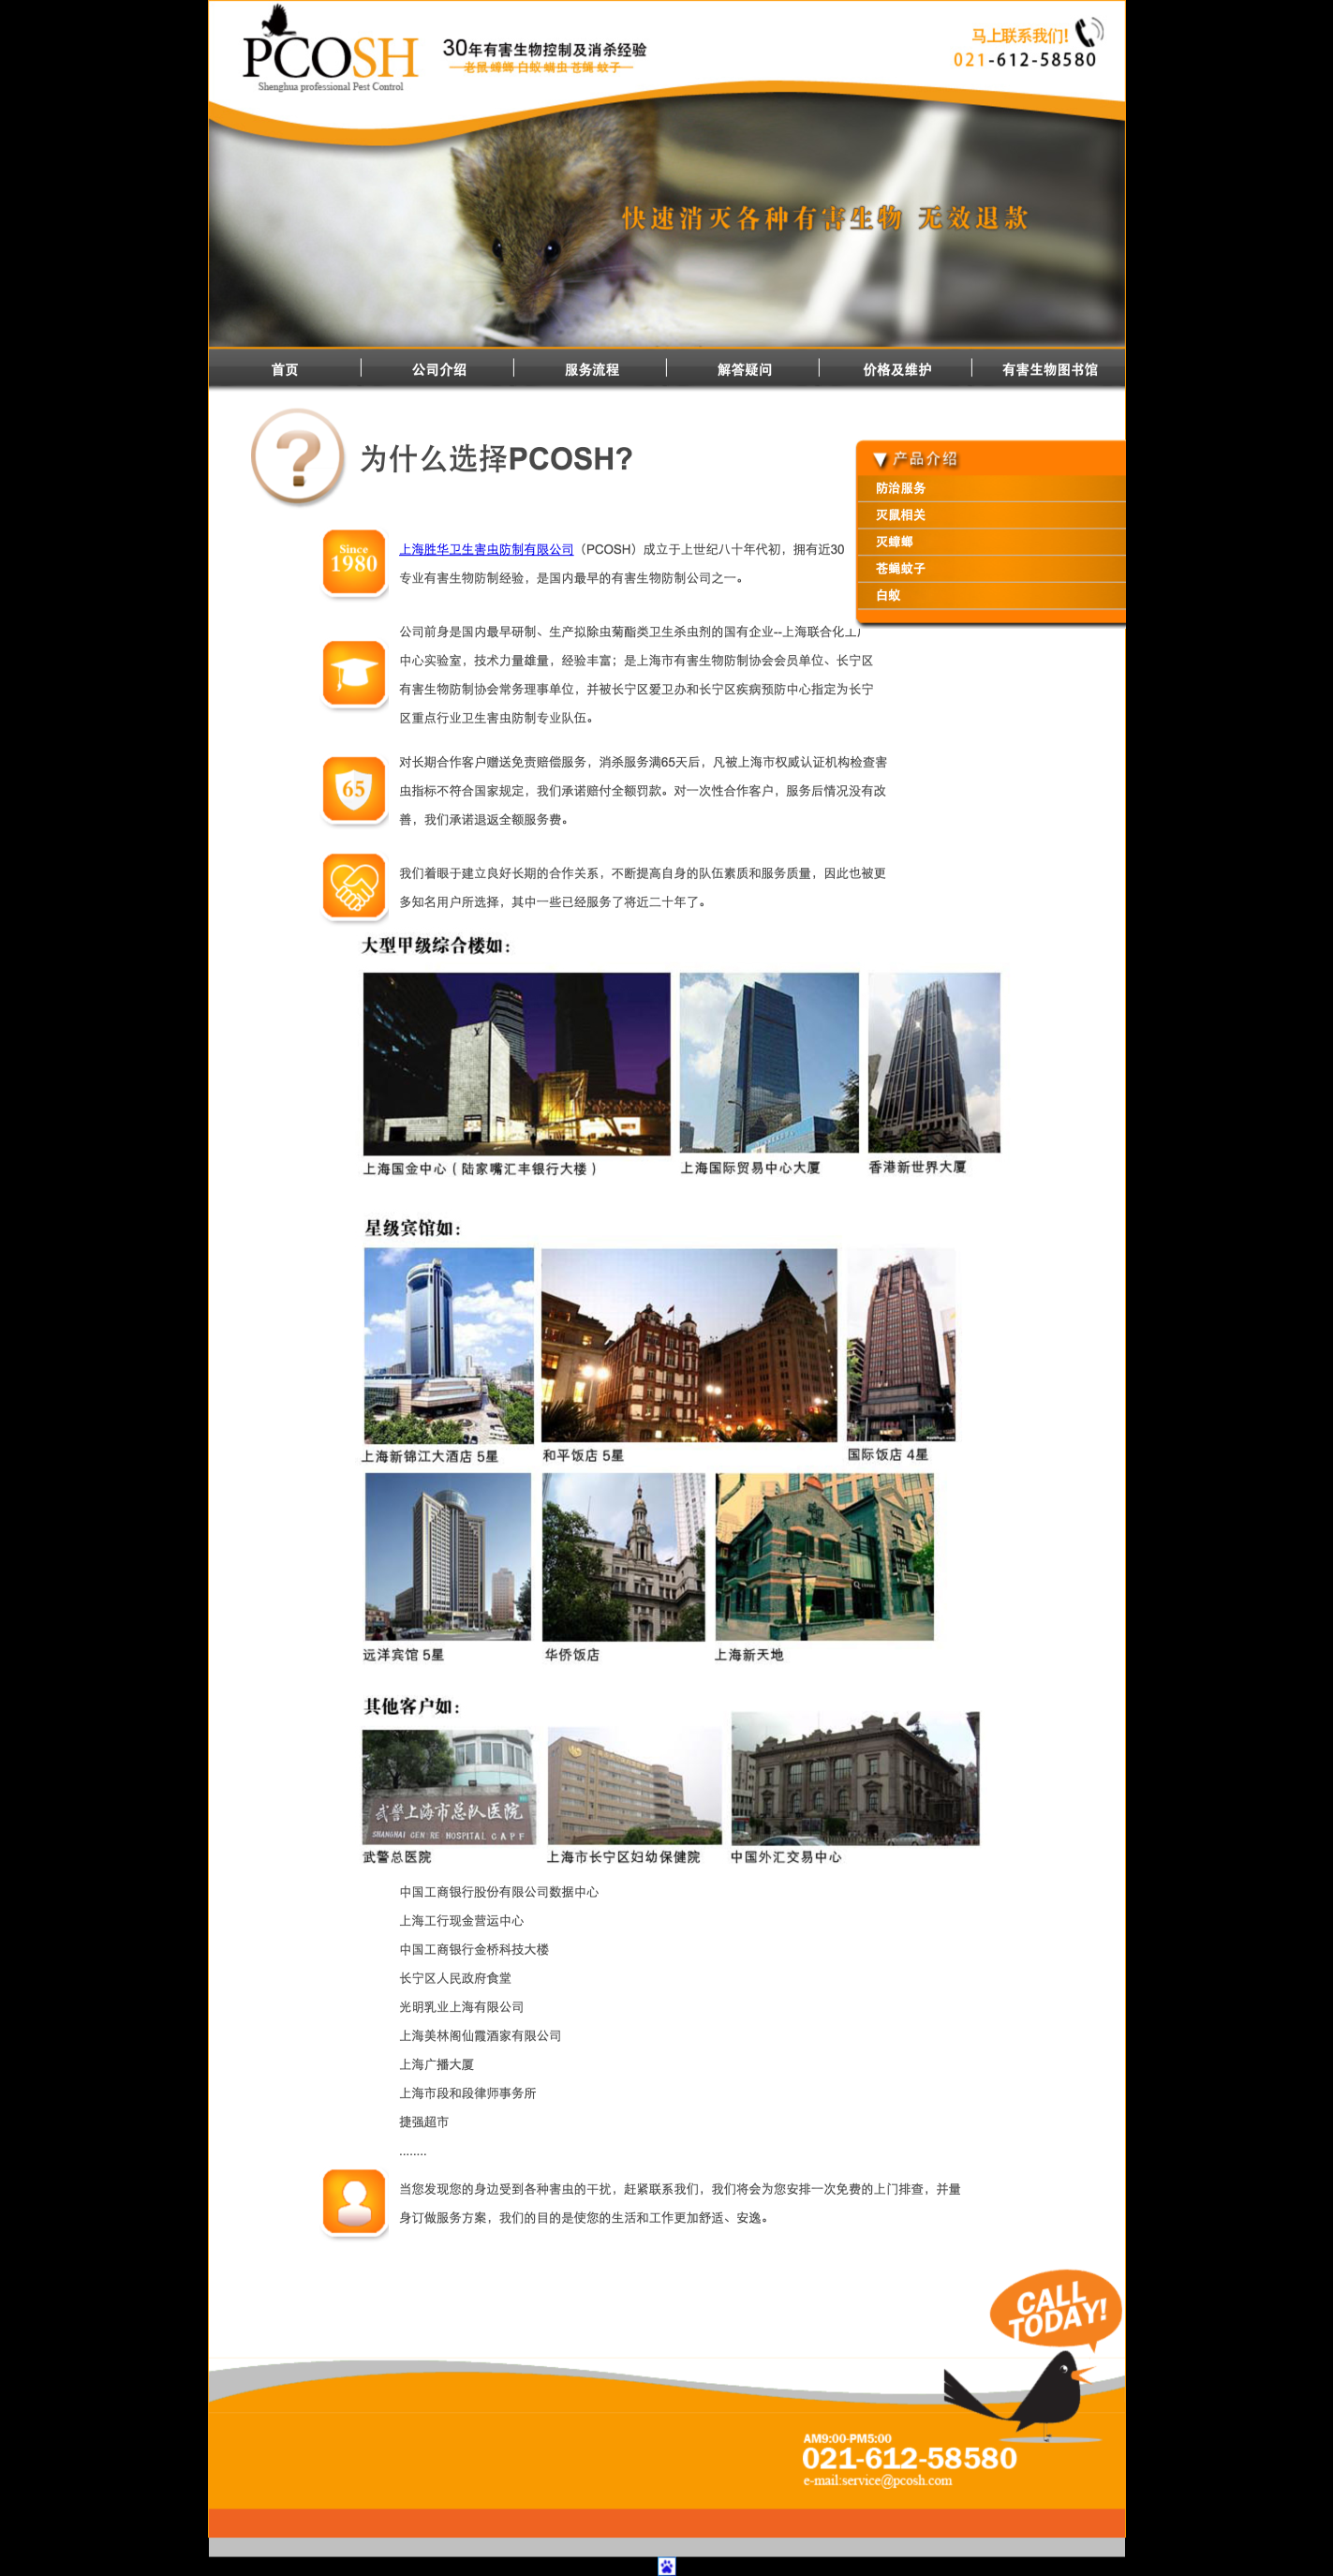 PCOSH
Shenghua professional Pest Control
30年有害生物控制及消杀经验
老鼠 蟑螂 白蚁 螨虫 苍蝇 蚊子
马上联系我们!
021-612-58580
快速消灭各种有害生物 无效退款
首页
公司介绍
服务流程
解答疑问
价格及维护
有害生物图书馆
?
为什么选择PCOSH?
产品介绍
防治服务
灭鼠相关
灭蟑螂
苍蝇蚊子
白蚁
Since
1980
上海胜华卫生害虫防制有限公司（PCOSH）成立于上世纪八十年代初，拥有近30
专业有害生物防制经验，是国内最早的有害生物防制公司之一。
公司前身是国内最早研制、生产拟除虫菊酯类卫生杀虫剂的国有企业--上海联合化工
中心实验室，技术力量雄量，经验丰富；是上海市有害生物防制协会会员单位、长宁区
有害生物防制协会常务理事单位，并被长宁区爱卫办和长宁区疾病预防中心指定为长宁
区重点行业卫生害虫防制专业队伍。
65
对长期合作客户赠送免责赔偿服务，消杀服务满65天后，凡被上海市权威认证机构检查害
虫指标不符合国家规定，我们承诺赔付全额罚款。对一次性合作客户，服务后情况没有改
善，我们承诺退返全额服务费。
我们着眼于建立良好长期的合作关系，不断提高自身的队伍素质和服务质量，因此也被更
多知名用户所选择，其中一些已经服务了将近二十年了。
大型甲级综合楼如：
上海国金中心（陆家嘴汇丰银行大楼）
上海国际贸易中心大厦
香港新世界大厦
星级宾馆如：
上海新锦江大酒店 5星
和平饭店 5星
国际饭店 4星
远洋宾馆 5星
华侨饭店
上海新天地
其他客户如：
武警上海市总队医院
武警总医院
上海市长宁区妇幼保健院
中国外汇交易中心
中国工商银行股份有限公司数据中心
上海工行现金营运中心
中国工商银行金桥科技大楼
长宁区人民政府食堂
光明乳业上海有限公司
上海美林阁仙霞酒家有限公司
上海广播大厦
上海市段和段律师事务所
捷强超市
........
当您发现您的身边受到各种害虫的干扰，赶紧联系我们，我们将会为您安排一次免费的上门排查，并量
身订做服务方案，我们的目的是使您的生活和工作更加舒适、安逸。
CALL
TODAY!
AM9:00-PM5:00
021-612-58580
e-mail:service@pcosh.com